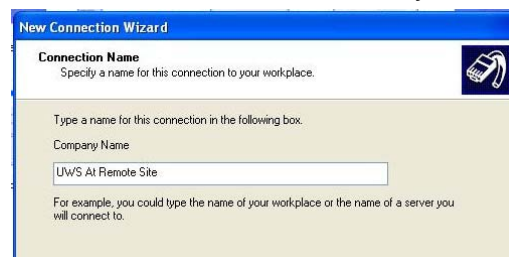 New Connection Wizard
Connection Name
Specify a name for this connection to your workplace.
Type a name for this connection in the following box.
Company Name
UWS At Remote Site
For example, you could type the name of your workplace or the name of a server you
will connect to.